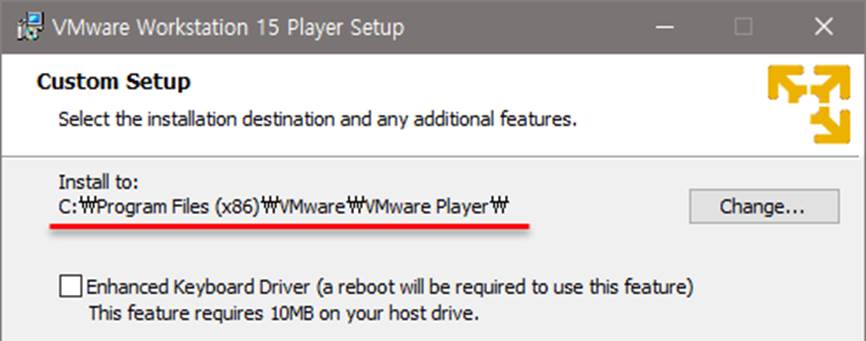 VMware Workstation 15 Player Setup
Custom Setup
Select the installation destination and any additional features.
Install to:
C:₩Program Files (x86)₩VMware₩VMware Player₩
Change...
Enhanced Keyboard Driver (a reboot will be required to use this feature)
This feature requires 10MB on your host drive.